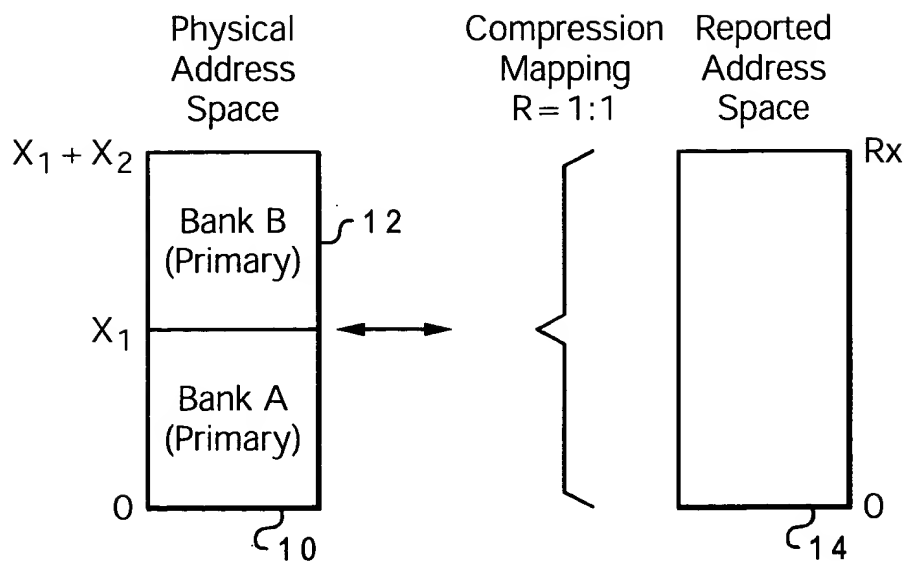 Physical
Address
Space
Compression
Mapping
R = 1:1
Reported
Address
Space
X₁ + X₂
Rx
Bank B
(Primary)
12
X₁
Bank A
(Primary)
0
0
10
14